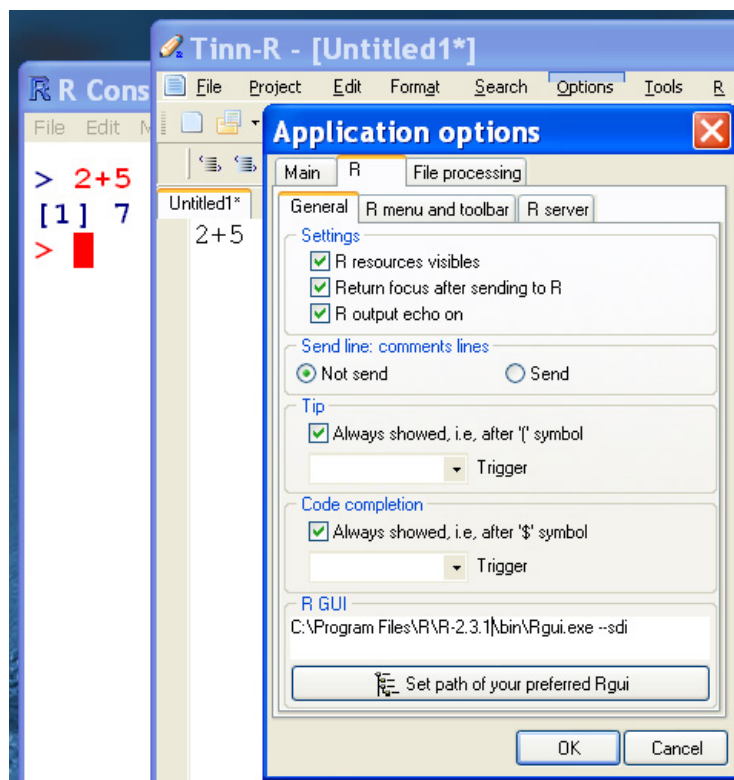 Tinn-R - [Untitled1*]
R Cons
File Project Edit Format Search Options Tools R
File Edit M
Application options
Main R File processing
> 2+5
[1] 7
>
Untitled1*
2+5
General R menu and toolbar R server
Settings
R resources visibles
Return focus after sending to R
R output echo on
Send line: comments lines
Not send Send
Tip
Always showed, i.e, after '(' symbol
Trigger
Code completion
Always showed, i.e, after '$' symbol
Trigger
R GUI
C:\Program Files\R\R-2.3.1\bin\Rgui.exe --sdi
Set path of your preferred Rgui
OK Cancel